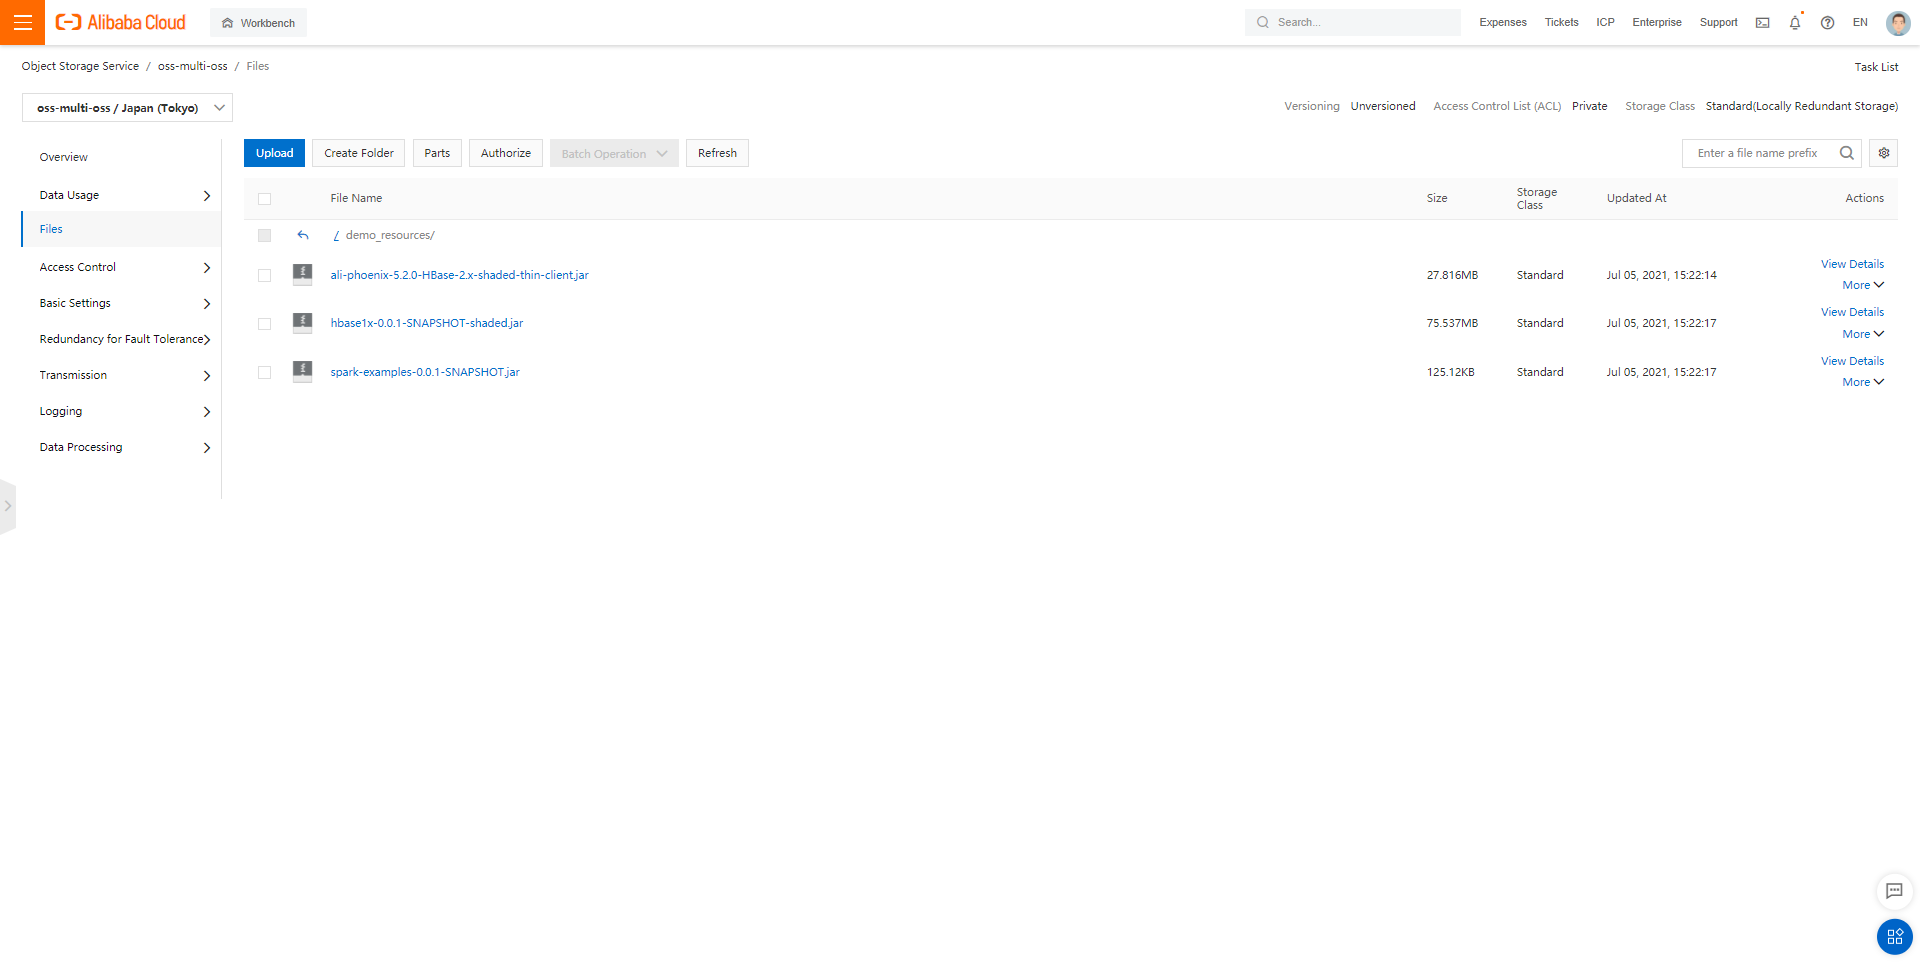 Alibaba Cloud Workbench Search... Expenses Tickets ICP Enterprise Support EN
Object Storage Service / oss-multi-oss / Files Task List
oss-multi-oss / Japan (Tokyo) Versioning Unversioned Access Control List (ACL) Private Storage Class Standard(Locally Redundant Storage)
Overview
Data Usage
Files
Access Control
Basic Settings
Redundancy for Fault Tolerance
Transmission
Logging
Data Processing
Upload Create Folder Parts Authorize Batch Operation Refresh Enter a file name prefix
File Name Size Storage Class Updated At Actions
/ demo_resources/
ali-phoenix-5.2.0-HBase-2.x-shaded-thin-client.jar 27.816MB Standard Jul 05, 2021, 15:22:14 View Details
More
hbase1x-0.0.1-SNAPSHOT-shaded.jar 75.537MB Standard Jul 05, 2021, 15:22:17 View Details
More
spark-examples-0.0.1-SNAPSHOT.jar 125.12KB Standard Jul 05, 2021, 15:22:17 View Details
More